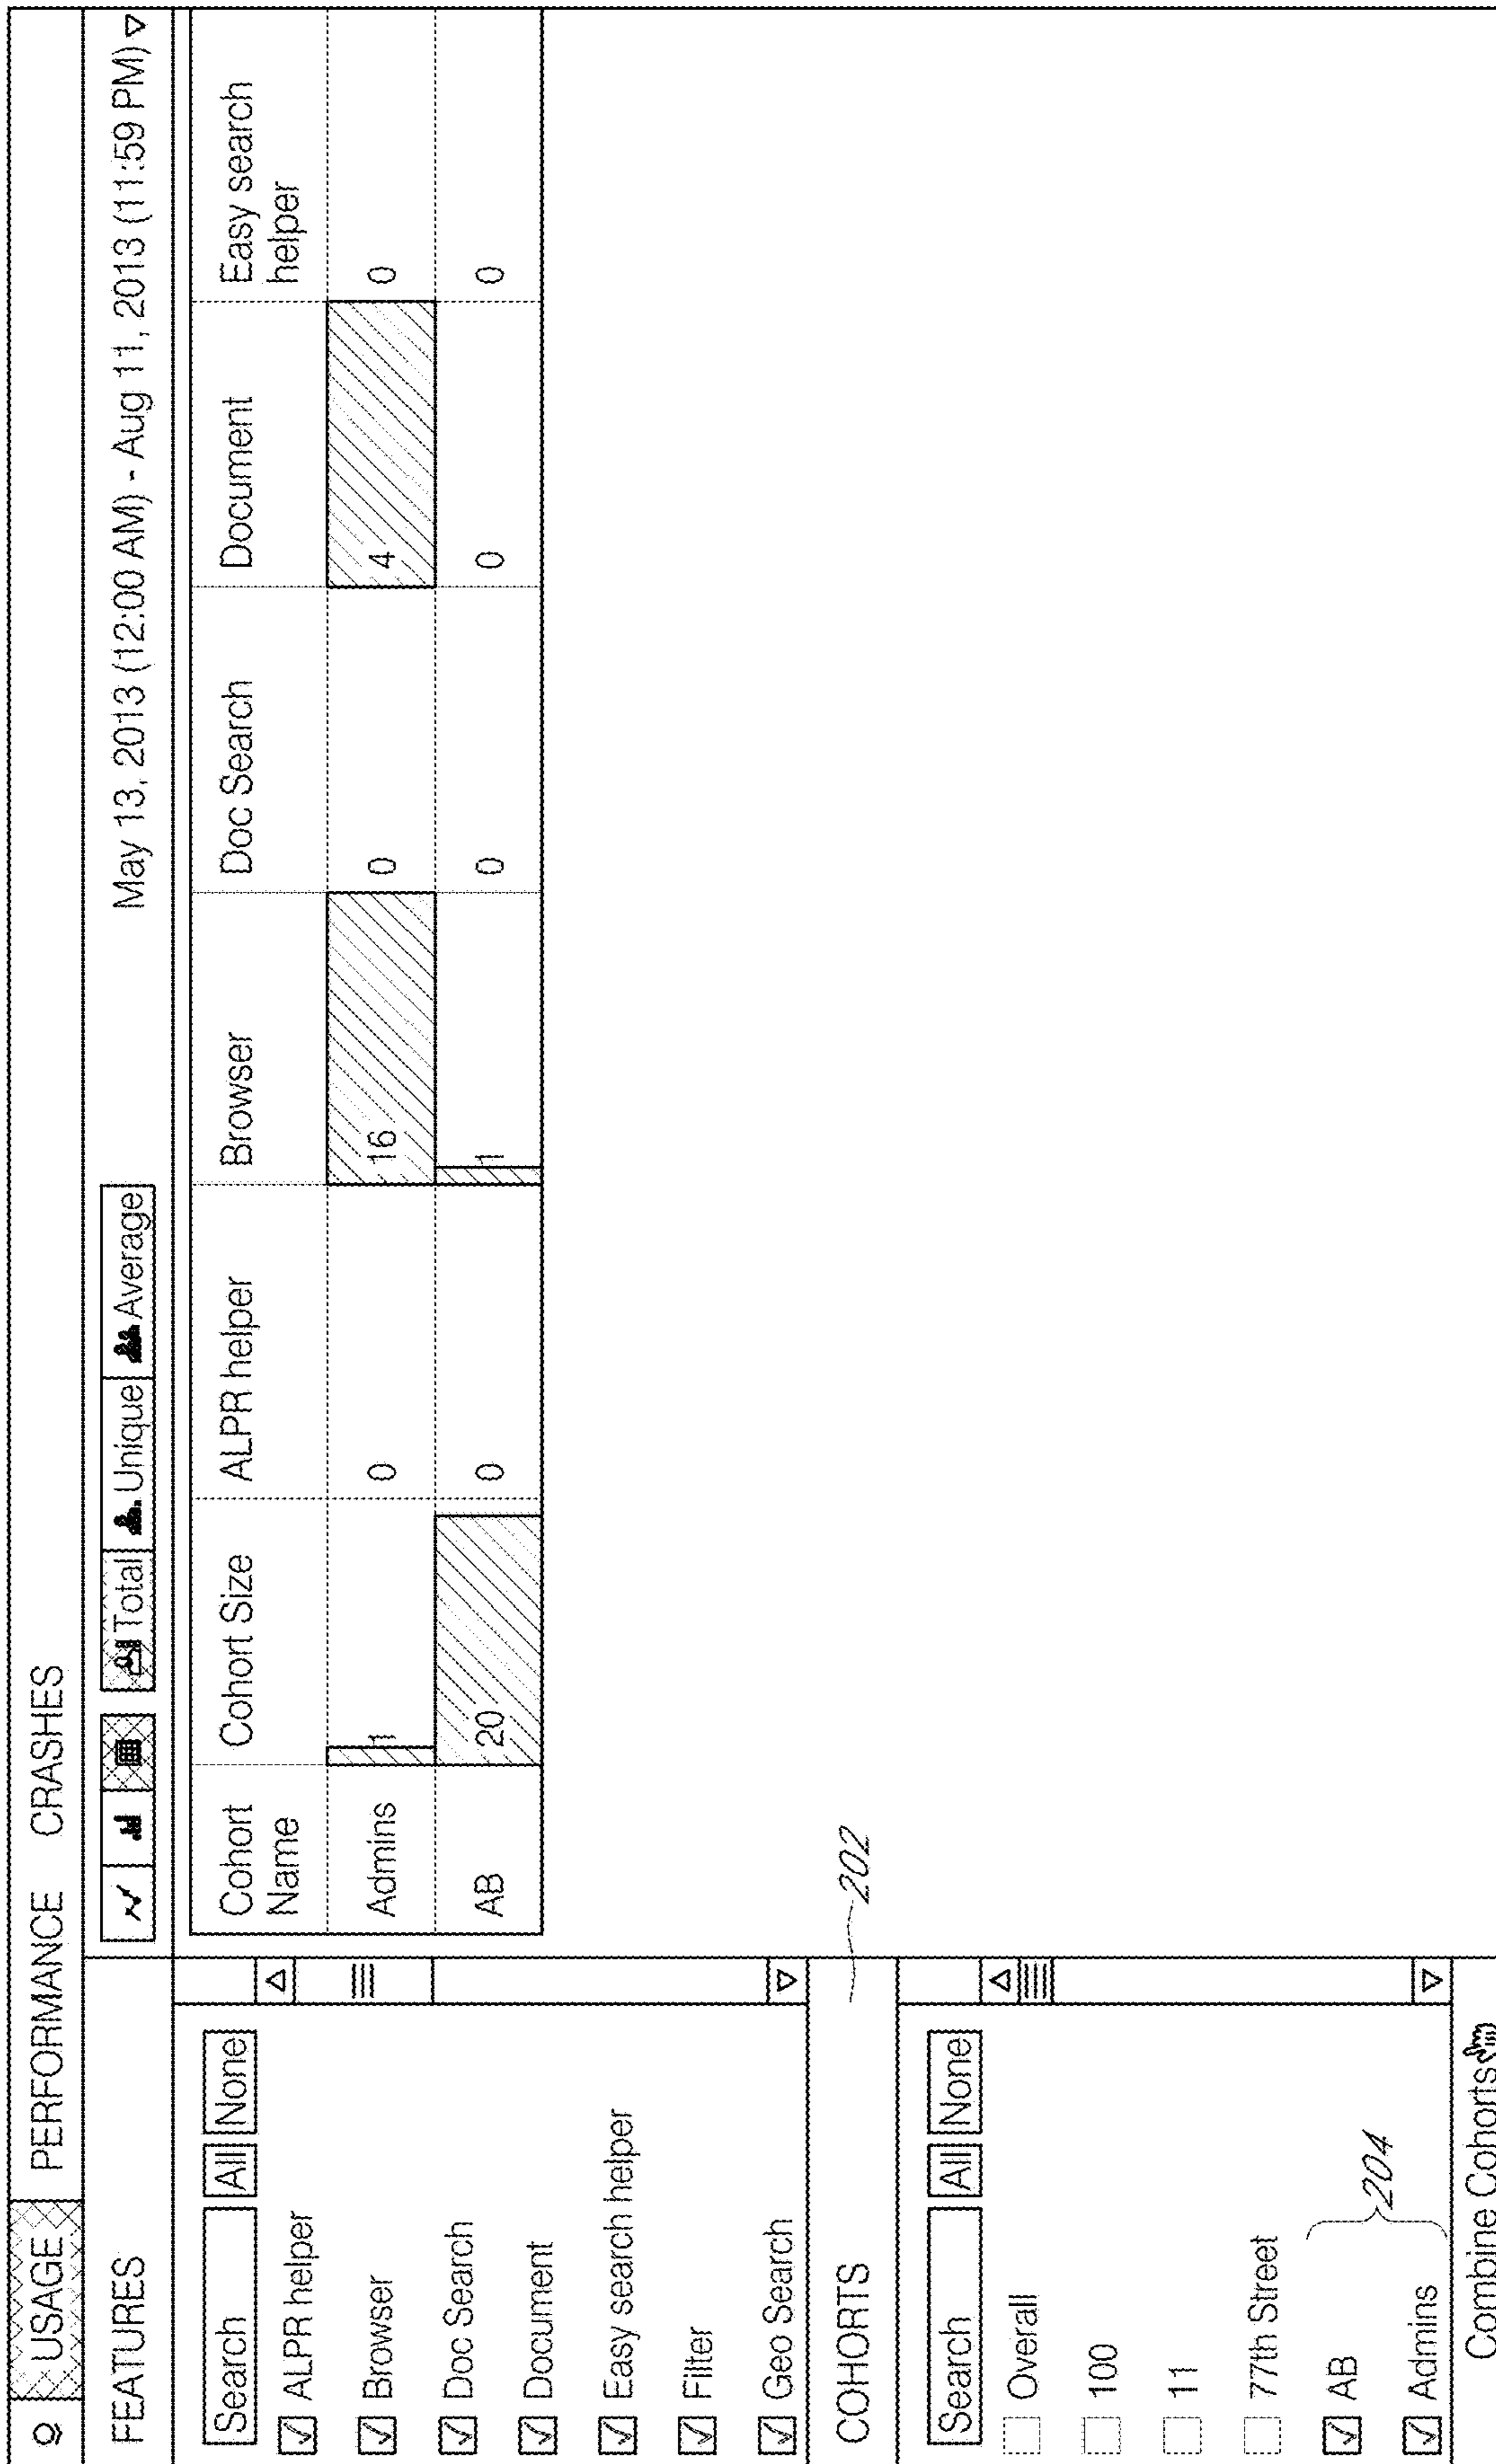 USAGE PERFORMANCE CRASHES
FEATURES
Total Unique Average
May 13, 2013 (12:00 AM) - Aug 11, 2013 (11:59 PM)
Search All None
ALPR helper
Browser
Doc Search
Document
Easy search helper
Filter
Geo Search
COHORTS
202
Search All None
Overall
100
11
77th Street
AB
Admins
204
Combine Cohorts
Cohort Name Cohort Size ALPR helper Browser Doc Search Document Easy search helper
Admins 1 0 16 0 4 0
AB 20 0 1 0 0 0